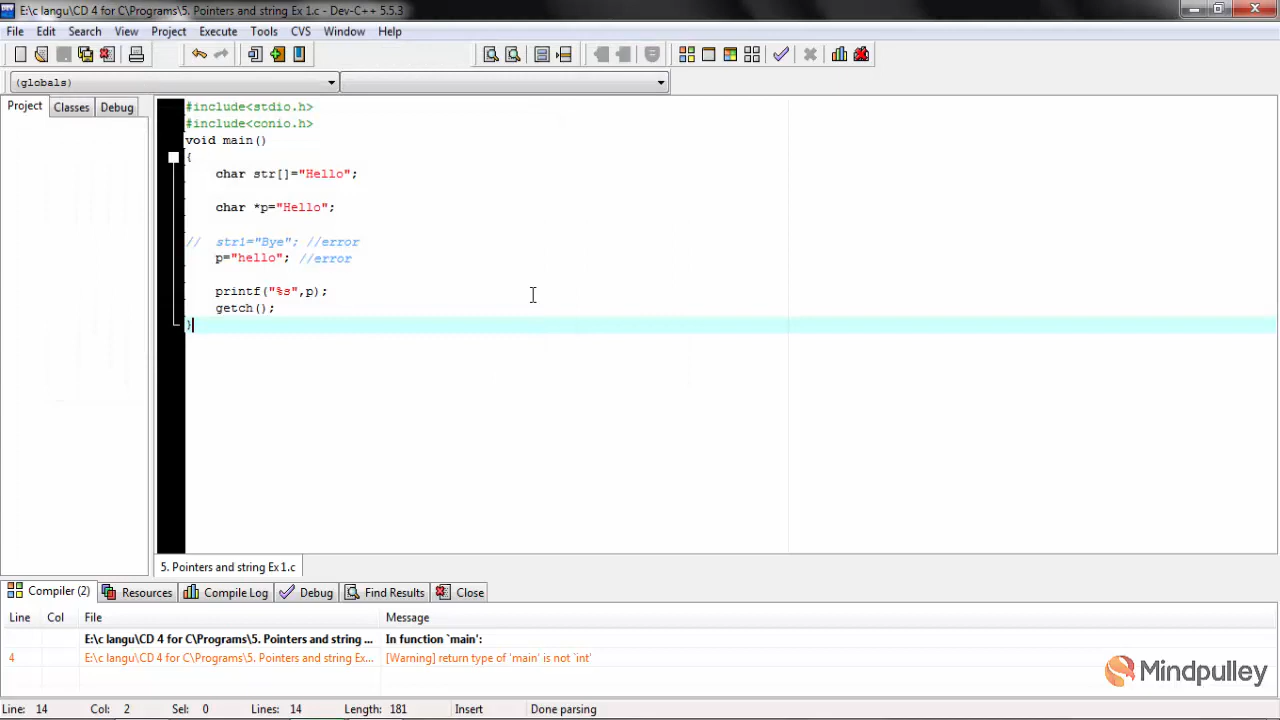 E:\c langu\CD 4 for C\Programs\5. Pointers and string Ex 1.c - Dev-C++ 5.5.3
File Edit Search View Project Execute Tools CVS Window Help
(globals)
Project Classes Debug
#include<stdio.h>
#include<conio.h>
void main()
{
char str[]="Hello";
char *p="Hello";
// str1="Bye"; //error
p="hello"; //error
printf("%s",p);
getch();
}
5. Pointers and string Ex 1.c
Compiler (2) Resources Compile Log Debug Find Results Close
Line Col File Message
E:\c langu\CD 4 for C\Programs\5. Pointers and string ... In function `main':
4 E:\c langu\CD 4 for C\Programs\5. Pointers and string Ex... [Warning] return type of 'main' is not `int'
Mindpulley
Line: 14 Col: 2 Sel: 0 Lines: 14 Length: 181 Insert Done parsing